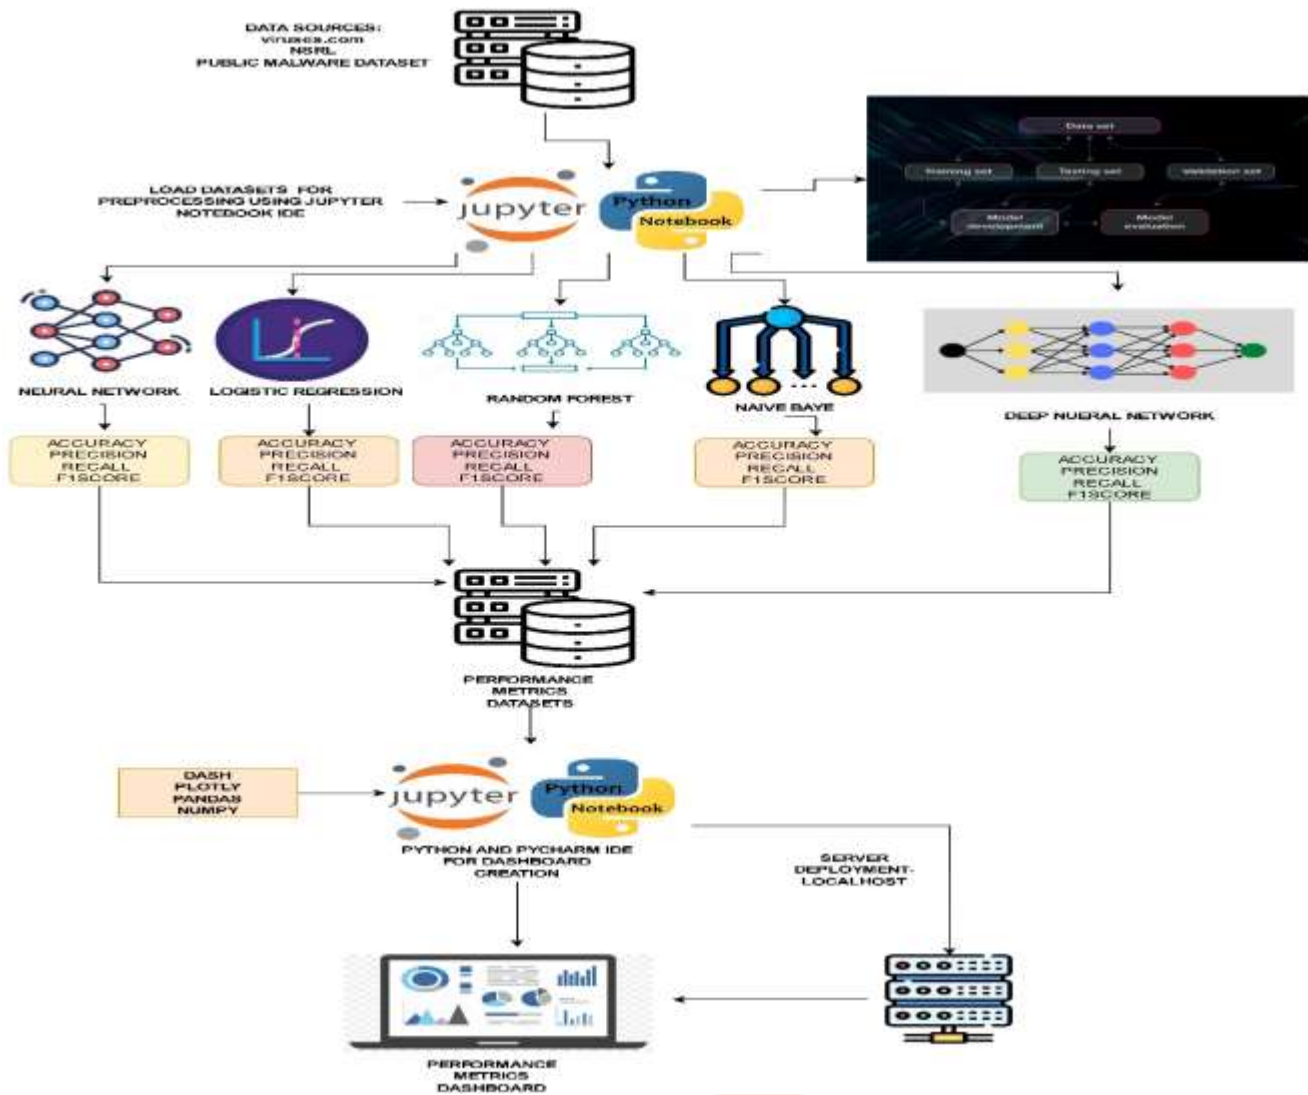 DATA SOURCES:
viruses.com
NSRL
PUBLIC MALWARE DATASET
Data set
Training set
Testing set
Validation set
Model
development
Model
evaluation
LOAD DATASETS FOR
PREPROCESSING USING JUPYTER
NOTEBOOK IDE
jupyter
Python
Notebook
NEURAL NETWORK
LOGISTIC REGRESSION
RANDOM FOREST
NAIVE BAYE
DEEP NUERAL NETWORK
ACCURACY
PRECISION
RECALL
F1SCORE
ACCURACY
PRECISION
RECALL
F1SCORE
ACCURACY
PRECISION
RECALL
F1SCORE
ACCURACY
PRECISION
RECALL
F1SCORE
ACCURACY
PRECISION
RECALL
F1SCORE
PERFORMANCE
METRICS
DATASETS
DASH
PLOTLY
PANDAS
NUMPY
jupyter
Python
Notebook
PYTHON AND PYCHARM IDE
FOR DASHBOARD
CREATION
SERVER
DEPLOYMENT-
LOCALHOST
PERFORMANCE
METRICS
DASHBOARD